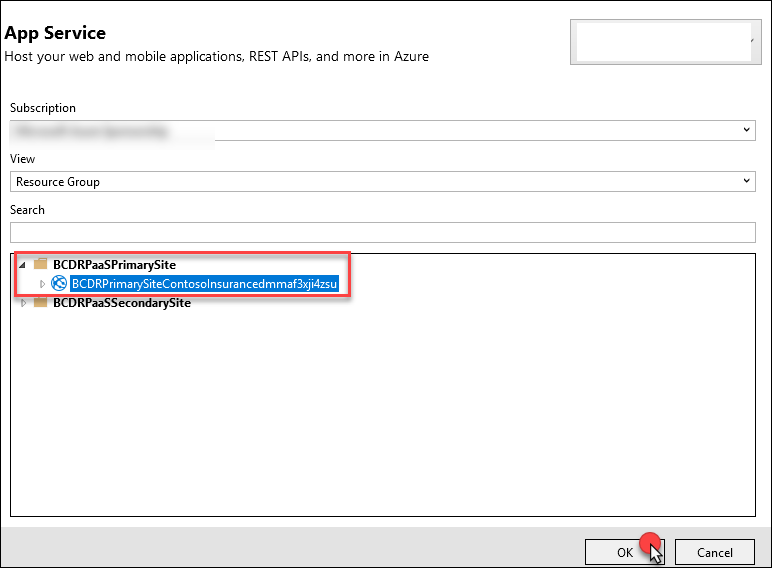 App Service
Host your web and mobile applications, REST APIs, and more in Azure
Subscription
View
Resource Group
Search
BCDRPaaSPrimarySite
BCDRPrimarySiteContosoInsurancedmmaf3xji4zsu
BCDRPaaSSecondarySite
OK
Cancel